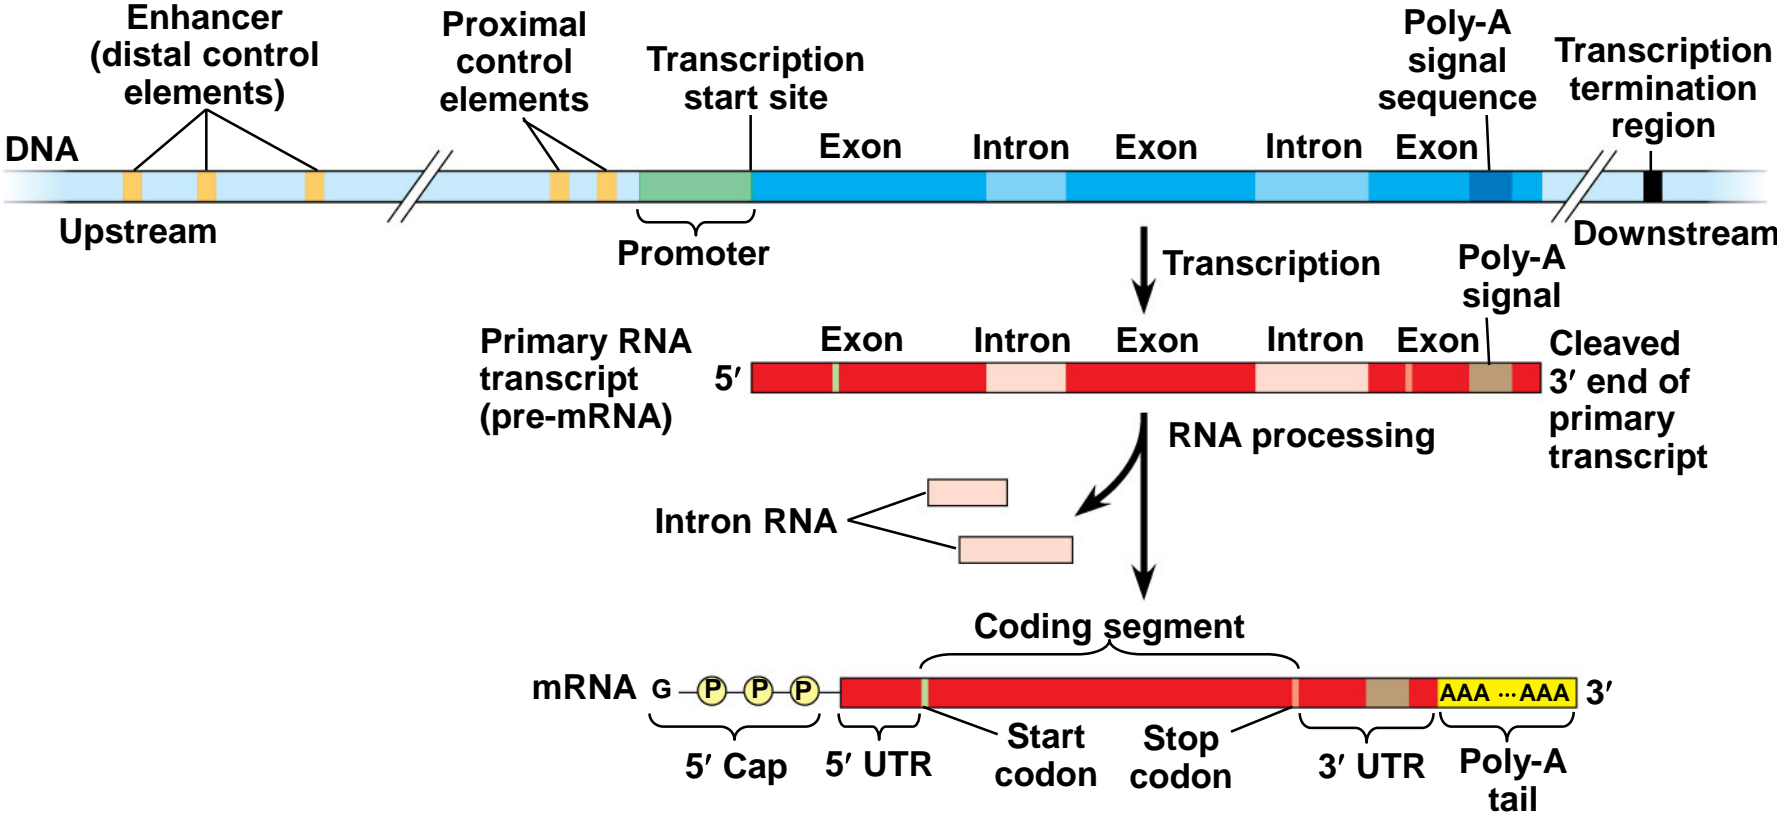 Enhancer
(distal control
elements)
Proximal
control
elements
Transcription
start site
Poly-A
signal
sequence
Transcription
termination
region
DNA
Exon
Intron
Exon
Intron
Exon
Upstream
Promoter
Downstream
Transcription
Poly-A
signal
Primary RNA
transcript
(pre-mRNA)
5′
Exon
Intron
Exon
Intron
Exon
Cleaved
3′ end of
primary
transcript
RNA processing
Intron RNA
Coding segment
mRNA
G P P P
AAA ··· AAA
3′
5′ Cap
5′ UTR
Start
codon
Stop
codon
3′ UTR
Poly-A
tail